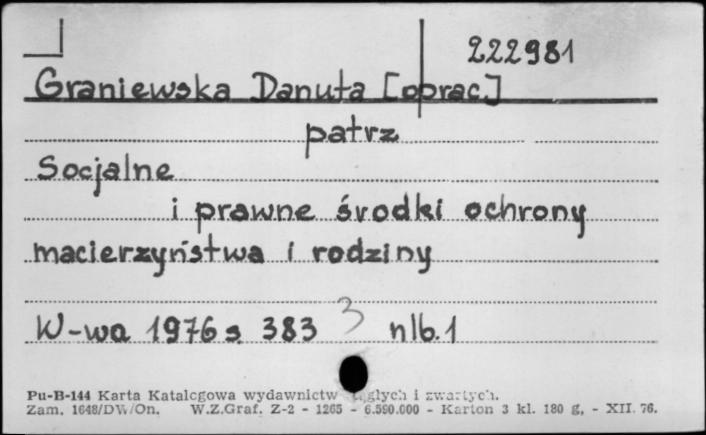 222981
Graniewska Danuta [oprac.]
patrz
Socjalne
i prawne środki ochrony
macierzyństwa i rodziny
W-wa 1976 s. 383 3 nlb. 1
Pu-B-144 Karta Katalogowa wydawnictw i zwartych.
Zam. 1648/DW/On. W.Z.Graf. Z-2 - 1265 - 6.590.000 - Karton 3 kl. 180 g, - XII. 76.